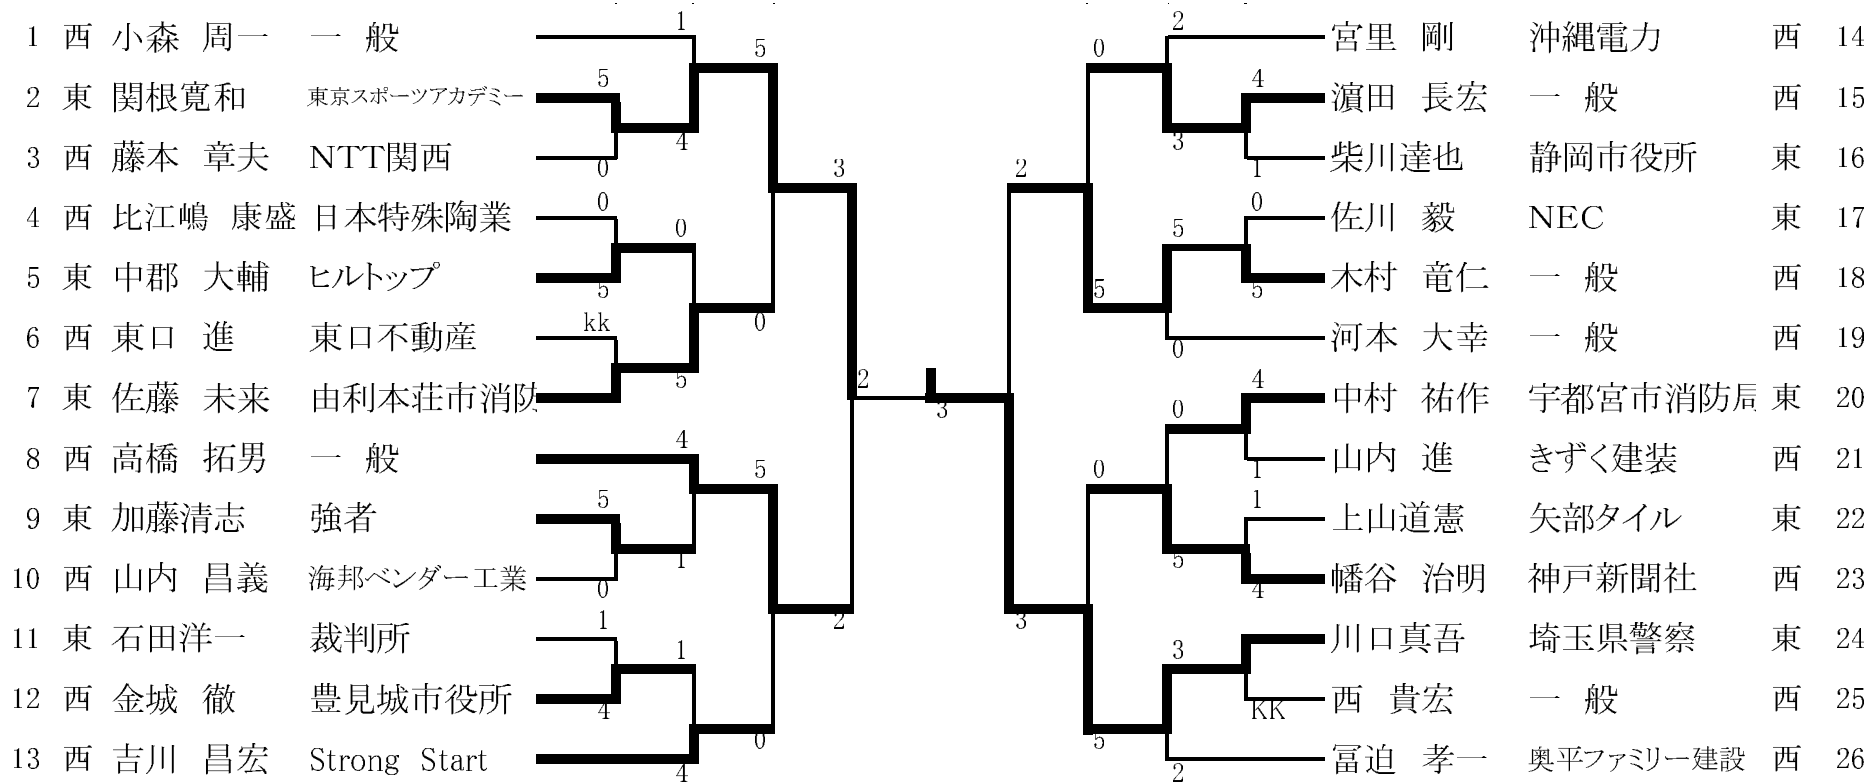 1 西 小森 周一 一 般 1
5
2 東 関根寛和 東京スポーツアカデミー 5
4
3 西 藤本 章夫 NTT関西 0
3
4 西 比江嶋 康盛 日本特殊陶業 0
0
5 東 中郡 大輔 ヒルトップ 5
0
6 西 東口 進 東口不動産 kk
5
7 東 佐藤 未来 由利本荘市消防
2
8 西 高橋 拓男 一 般 4
5
9 東 加藤清志 強者 5
1
10 西 山内 昌義 海邦ベンダー工業 0
2
11 東 石田洋一 裁判所 1
1
12 西 金城 徹 豊見城市役所 4
0
13 西 吉川 昌宏 Strong Start 4
2 宮里 剛 沖縄電力 西 14
0
4 濵田 長宏 一 般 西 15
3
1 柴川達也 静岡市役所 東 16
2
0 佐川 毅 NEC 東 17
5
5 木村 竜仁 一 般 西 18
5
0 河本 大幸 一 般 西 19
3
4 中村 祐作 宇都宮市消防局 東 20
0
1 山内 進 きずく建装 西 21
0
1 上山道憲 矢部タイル 東 22
5
4 幡谷 治明 神戸新聞社 西 23
3
川口真吾 埼玉県警察 東 24
3
KK 西 貴宏 一 般 西 25
5
2 冨迫 孝一 奥平ファミリー建設 西 26